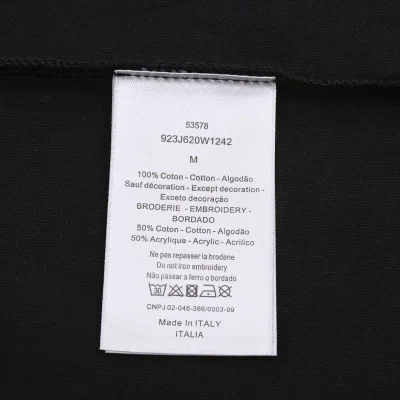 53578
923J620W1242
M
100% Coton - Cotton - Algodão
Sauf décoration - Except decoration -
Exceto decoração
BRODERIE - EMBROIDERY -
BORDADO
50% Coton - Cotton - Algodão
50% Acrylique - Acrylic - Acrilico
Ne pas repasser la brodene
Do not iron embroidery
Não passar a ferro o bordado
30
CNPJ 02-046-366/0003-99
Made In ITALY
iTALiA